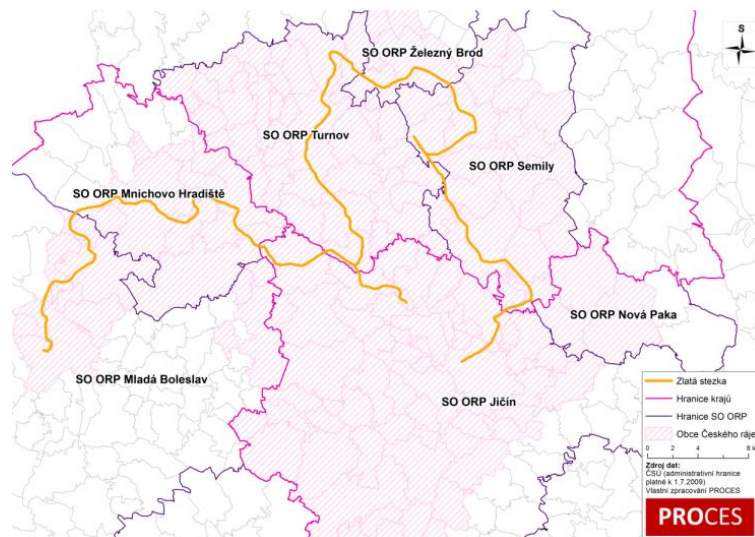 S
SO ORP Železný Brod
SO ORP Turnov
SO ORP Semily
SO ORP Mnichovo Hradiště
SO ORP Nová Paka
SO ORP Mladá Boleslav
SO ORP Jičín
Zlatá stezka
Hranice krajů
Hranice SO ORP
Obce Českého ráje
0 2 4 8 k
Zdroj dat:
ČSÚ (administrativní hranice
platné k 1.7.2009)
Vlastní zpracování PROCES
PROCES